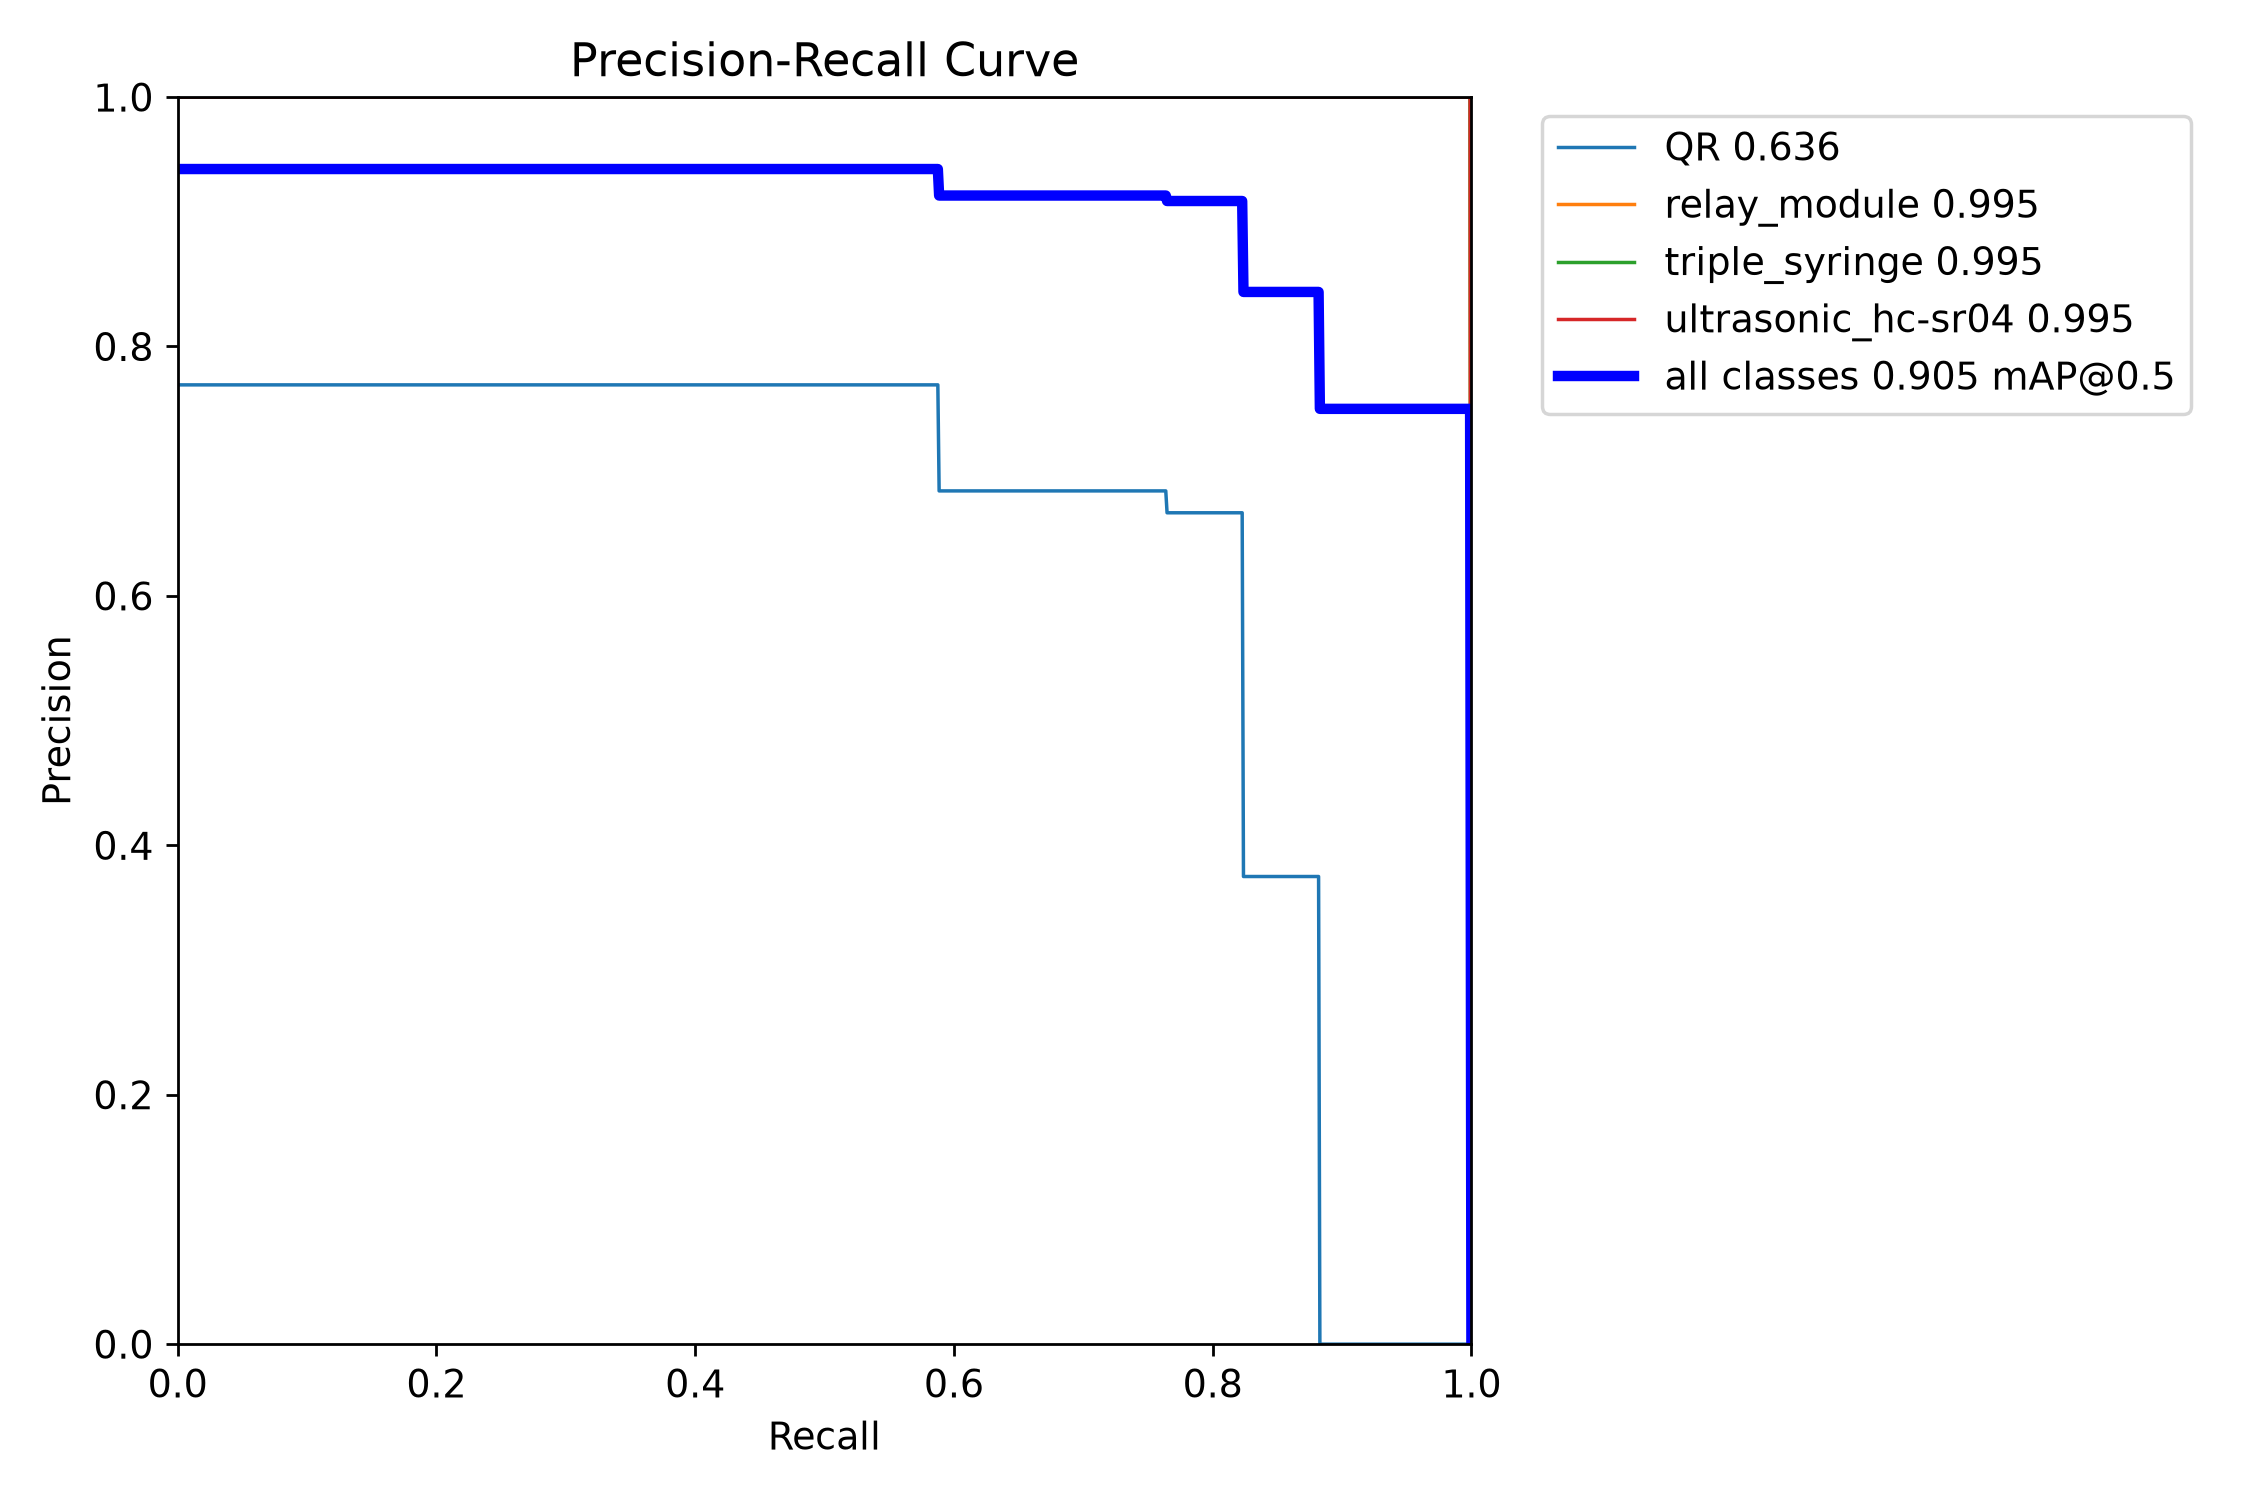 Precision-Recall Curve
1.0
0.8
0.6
0.4
0.2
0.0
Precision
0.0 0.2 0.4 0.6 0.8 1.0
Recall
QR 0.636
relay_module 0.995
triple_syringe 0.995
ultrasonic_hc-sr04 0.995
all classes 0.905 mAP@0.5